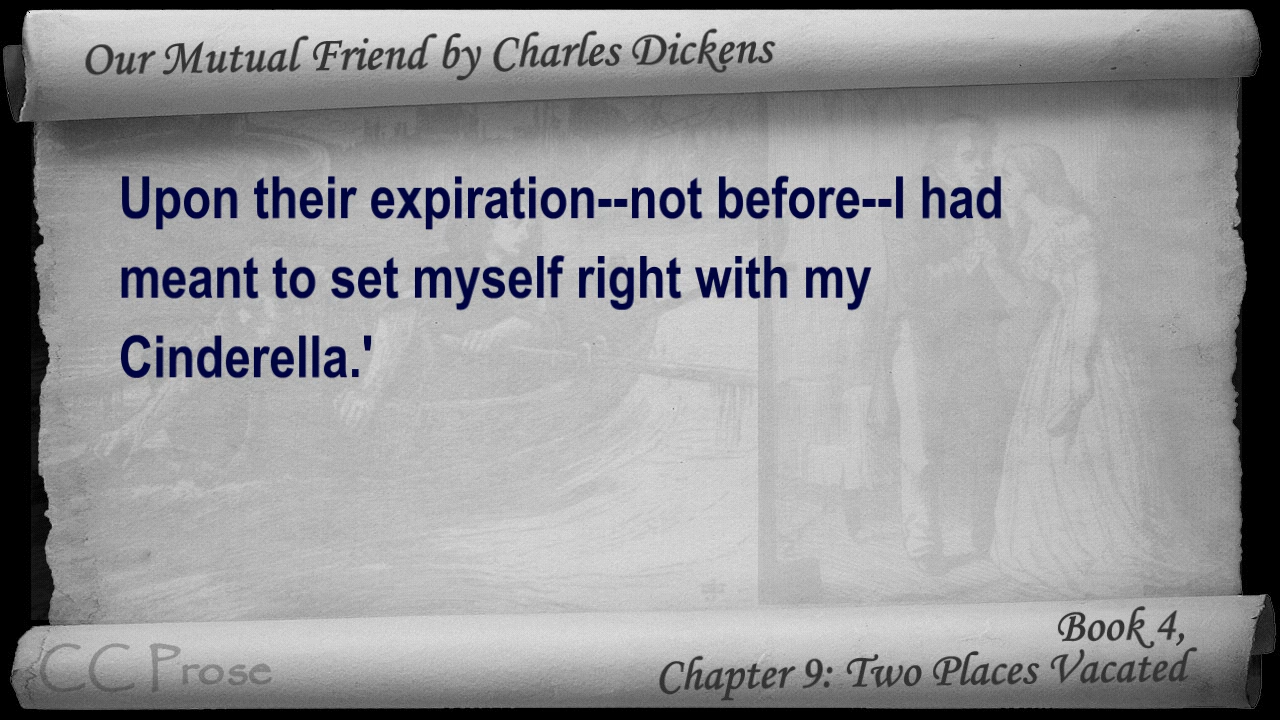 Our Mutual Friend by Charles Dickens
Upon their expiration--not before--I had
meant to set myself right with my
Cinderella.'
Book 4,
CC Prose
Chapter 9: Two Places Vacated